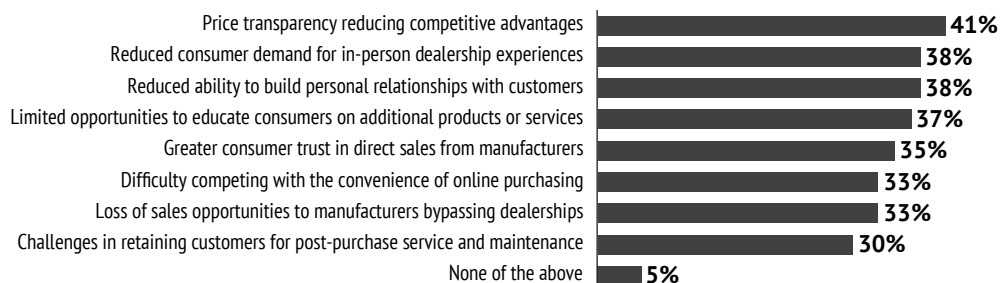 Price transparency reducing competitive advantages 41%
Reduced consumer demand for in-person dealership experiences 38%
Reduced ability to build personal relationships with customers 38%
Limited opportunities to educate consumers on additional products or services 37%
Greater consumer trust in direct sales from manufacturers 35%
Difficulty competing with the convenience of online purchasing 33%
Loss of sales opportunities to manufacturers bypassing dealerships 33%
Challenges in retaining customers for post-purchase service and maintenance 30%
None of the above 5%